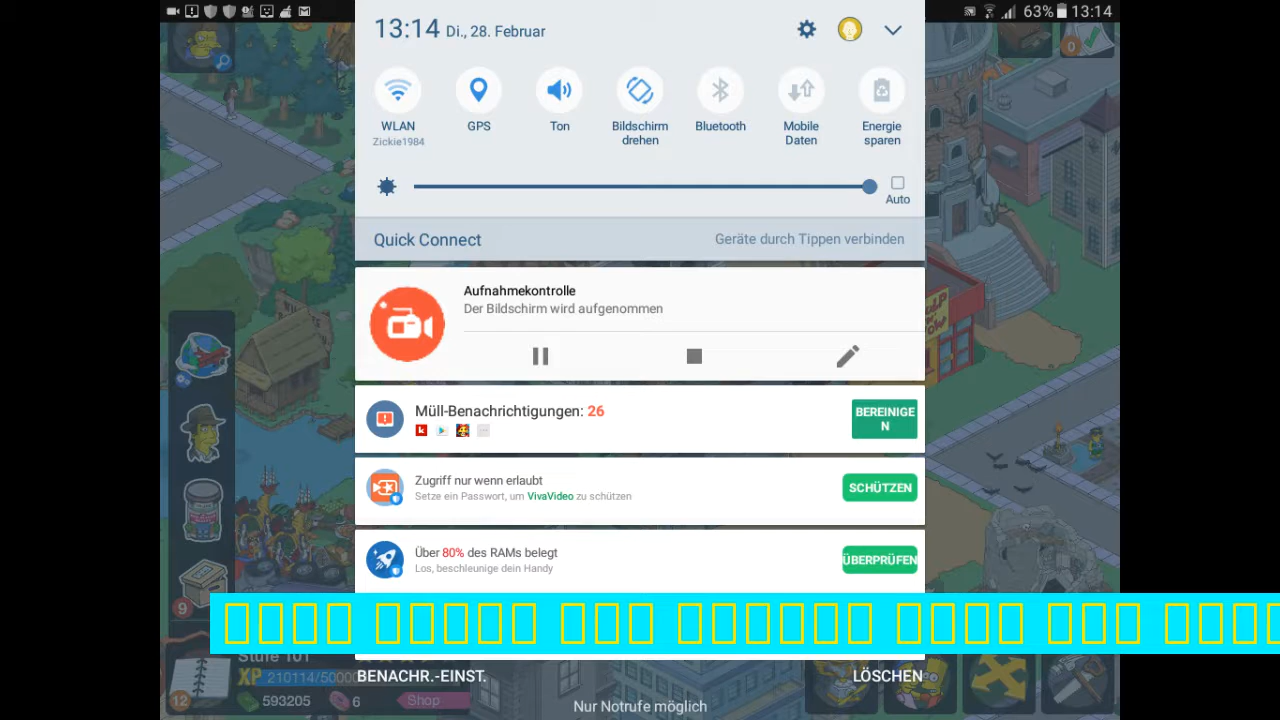 13:14 Di., 28. Februar
63% 13:14
0
WLAN
Zickie1984
GPS
Ton
Bildschirm drehen
Bluetooth
Mobile Daten
Energie sparen
Auto
Quick Connect
Geräte durch Tippen verbinden
Aufnahmekontrolle
Der Bildschirm wird aufgenommen
Müll-Benachrichtigungen: 26
BEREINIGE
N
Zugriff nur wenn erlaubt
Setze ein Passwort, um VivaVideo zu schützen
SCHÜTZEN
Über 80% des RAMs belegt
Los, beschleunige dein Handy
ÜBERPRÜFEN
9
Stufe 101
XP 210114/50000
12
593205
6
Shop
BENACHR.-EINST.
LÖSCHEN
Nur Notrufe möglich